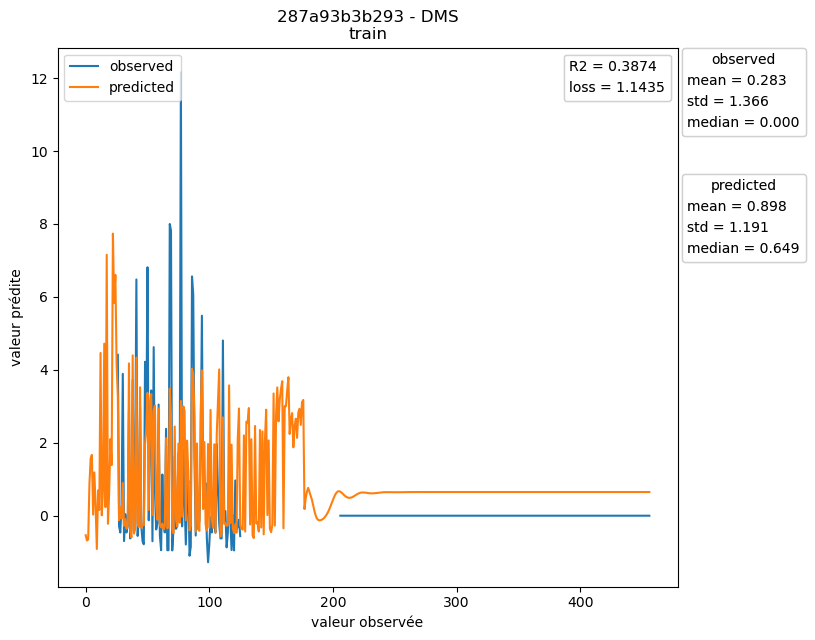 287a93b3b293 - DMS
train
observed
predicted
R2 = 0.3874
loss = 1.1435
observed
mean = 0.283
std = 1.366
median = 0.000
predicted
mean = 0.898
std = 1.191
median = 0.649
valeur prédite
12
10
8
6
4
2
0
0
100
200
300
400
valeur observée